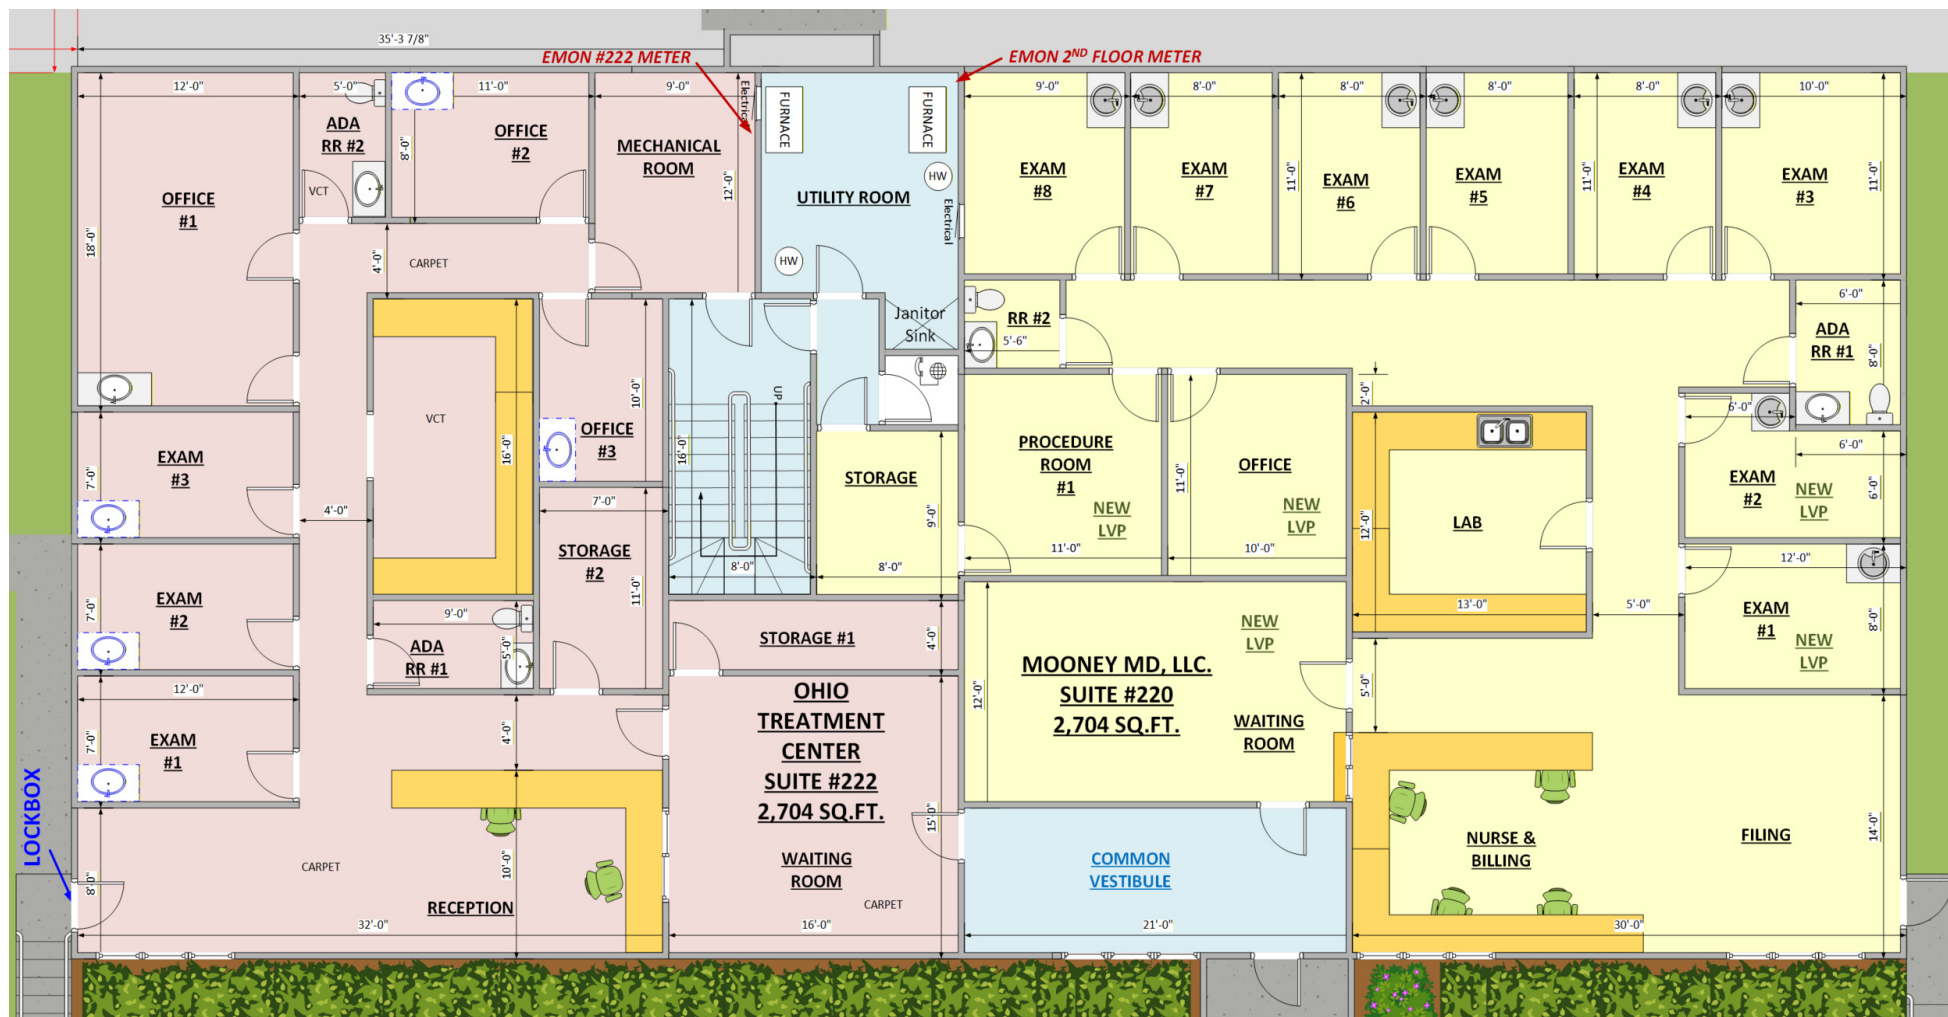 35'-3 7/8"
EMON #222 METER
EMON 2ND FLOOR METER
12'-0"
5'-0"
11'-0"
9'-0"
Electrical
FURNACE
FURNACE
9'-0"
8'-0"
8'-0"
8'-0"
8'-0"
10'-0"
ADA
RR #2
VCT
OFFICE
#2
8'-0"
MECHANICAL
ROOM
12'-0"
UTILITY ROOM
HW
HW
Electrical
EXAM
#8
EXAM
#7
11'-0"
EXAM
#6
EXAM
#5
11'-0"
EXAM
#4
EXAM
#3
11'-0"
OFFICE
#1
18'-0"
4'-0"
CARPET
Janitor
Sink
RR #2
5'-6"
6'-0"
ADA
RR #1
8'-0"
VCT
16'-0"
10'-0"
OFFICE
#3
16'-0"
UP
2'-0"
6'-0"
6'-0"
EXAM
#3
7'-0"
4'-0"
7'-0"
STORAGE
#2
11'-0"
8'-0"
STORAGE
9'-0"
8'-0"
PROCEDURE
ROOM
#1
NEW
LVP
11'-0"
11'-0"
OFFICE
NEW
LVP
10'-0"
12'-0"
LAB
13'-0"
5'-0"
EXAM
#2
NEW
LVP
6'-0"
12'-0"
EXAM
#1
NEW
LVP
8'-0"
EXAM
#2
7'-0"
9'-0"
ADA
RR #1
5'-0"
STORAGE #1
4'-0"
12'-0"
EXAM
#1
7'-0"
4'-0"
OHIO
TREATMENT
CENTER
SUITE #222
2,704 SQ.FT.
15'-0"
WAITING
ROOM
CARPET
16'-0"
12'-0"
NEW
LVP
MOONEY MD, LLC.
SUITE #220
2,704 SQ.FT.
WAITING
ROOM
5'-0"
LOCKBOX
8'-0"
CARPET
10'-0"
RECEPTION
32'-0"
COMMON
VESTIBULE
21'-0"
NURSE &
BILLING
FILING
14'-0"
30'-0"